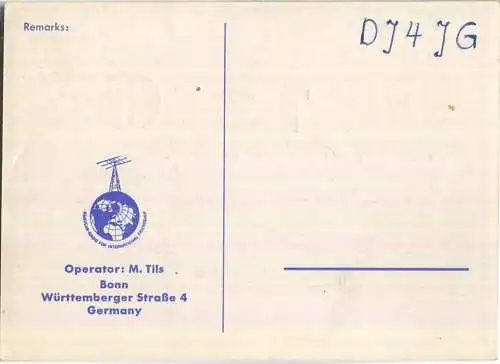 Remarks:
DJ4JG
Operator: M. Tils
Bonn
Württemberger Straße 4
Germany